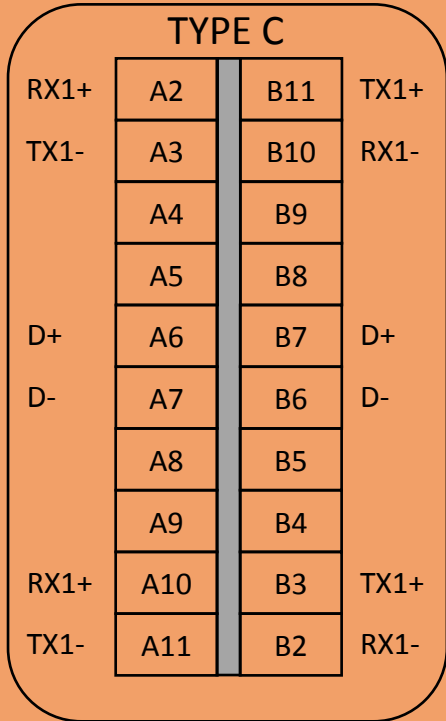 TYPE C
RX1+ A2 B11 TX1+
TX1- A3 B10 RX1-
A4 B9
A5 B8
D+ A6 B7 D+
D- A7 B6 D-
A8 B5
A9 B4
RX1+ A10 B3 TX1+
TX1- A11 B2 RX1-